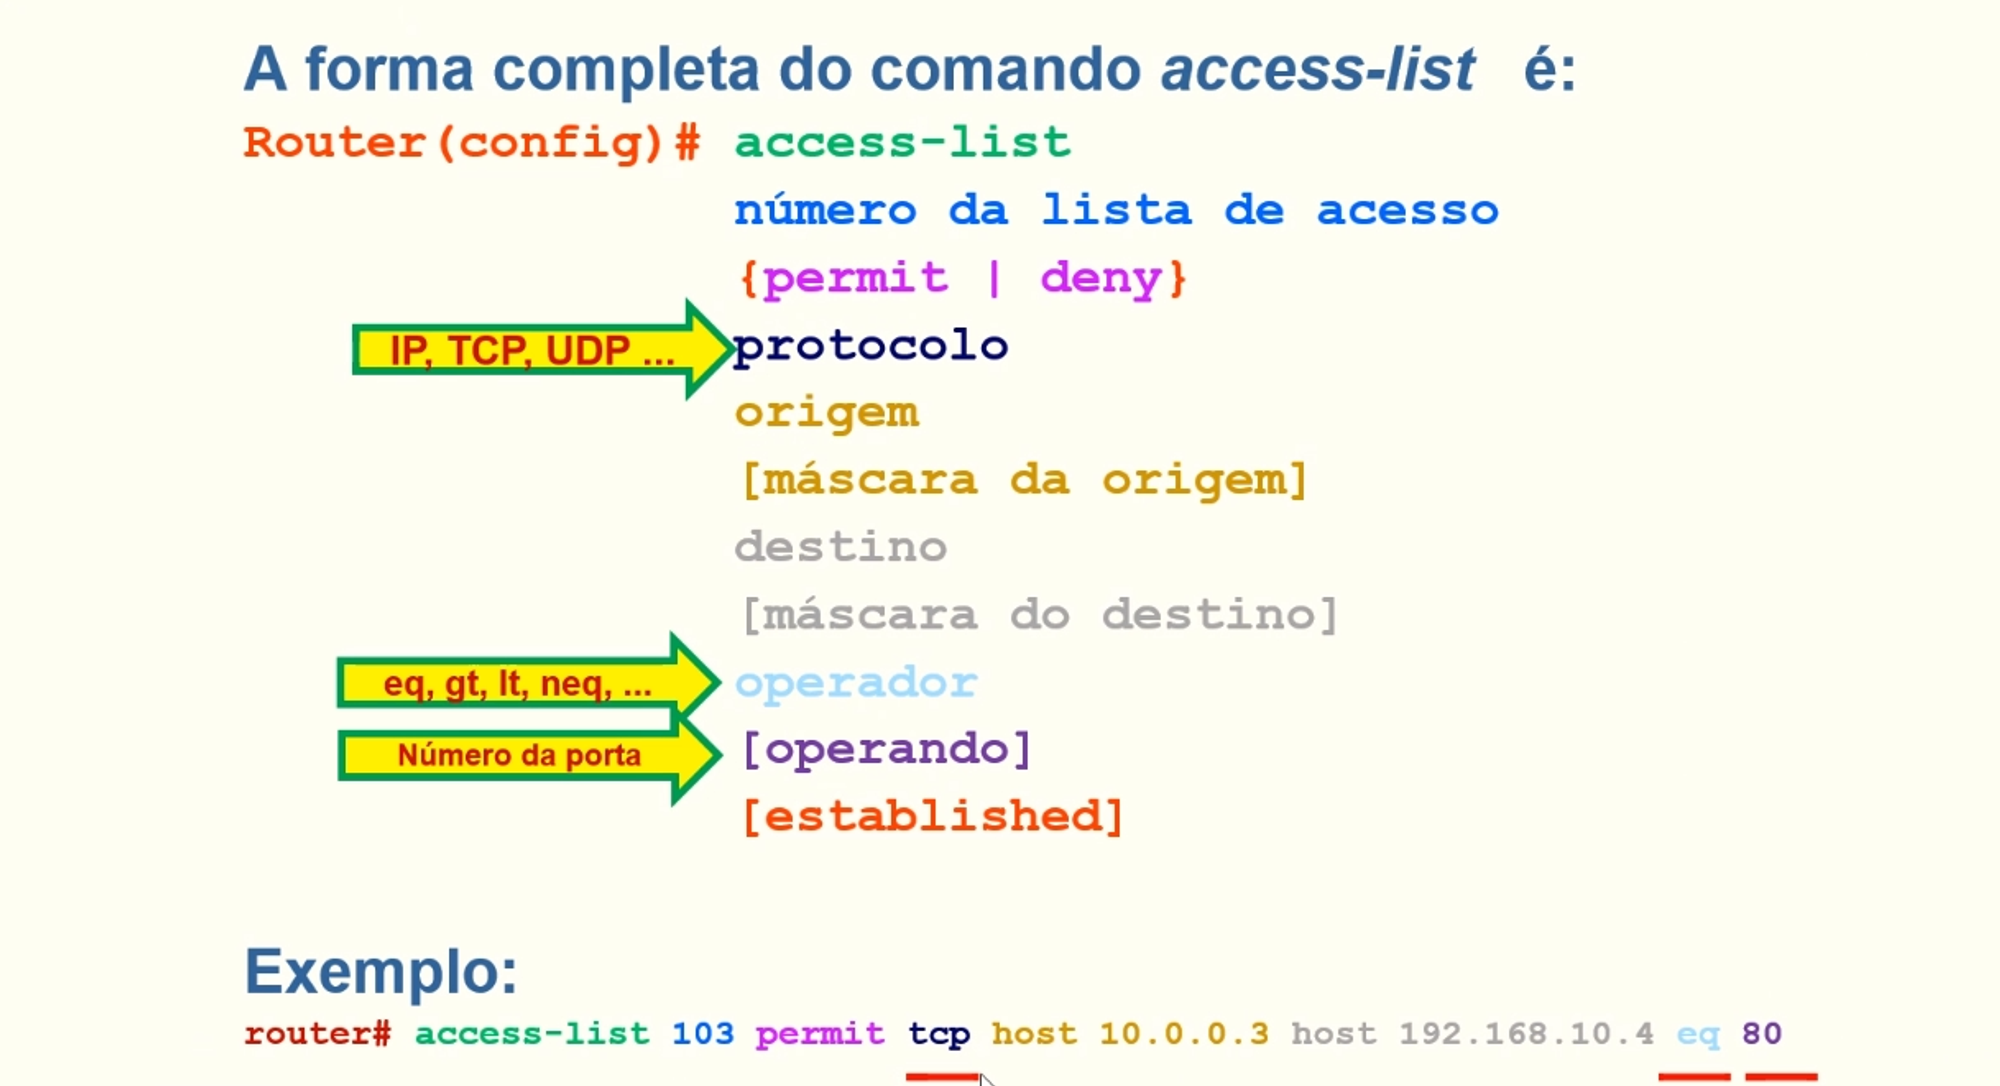 A forma completa do comando access-list é:
Router(config)# access-list
número da lista de acesso
{permit | deny}
IP, TCP, UDP ... protocolo
origem
[máscara da origem]
destino
[máscara do destino]
eq, gt, lt, neq, ... operador
Número da porta [operando]
[established]
Exemplo:
router# access-list 103 permit tcp host 10.0.0.3 host 192.168.10.4 eq 80